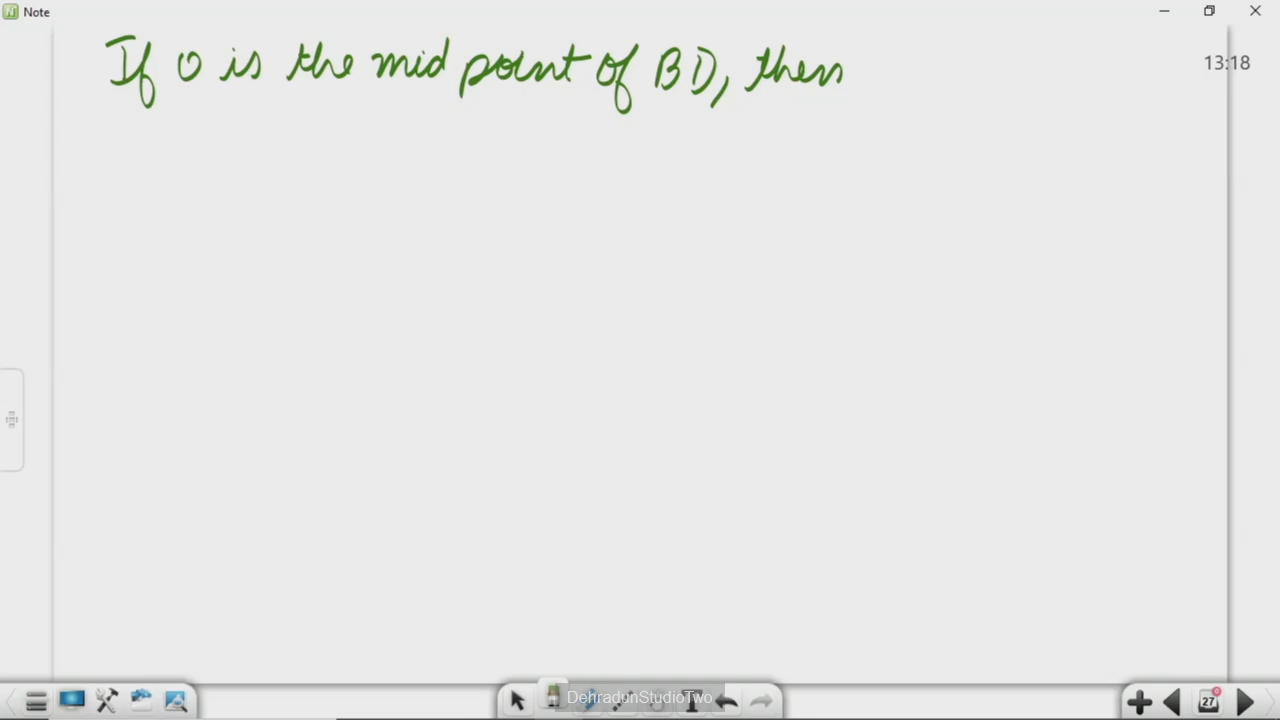 Note
If O is the mid point of BD, then
13:18
27
DehradunStudioTwo